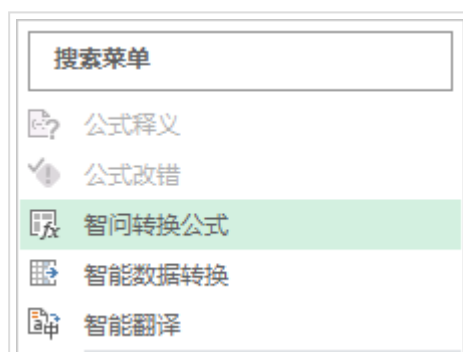 搜索菜单
公式释义
公式改错
智问转换公式
智能数据转换
智能翻译